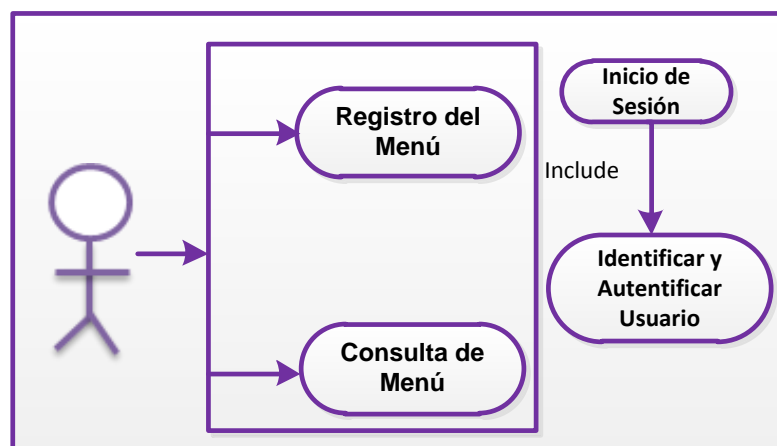 Registro del
Menú
Inicio de
Sesión
Include
Identificar y
Autentificar
Usuario
Consulta de
Menú